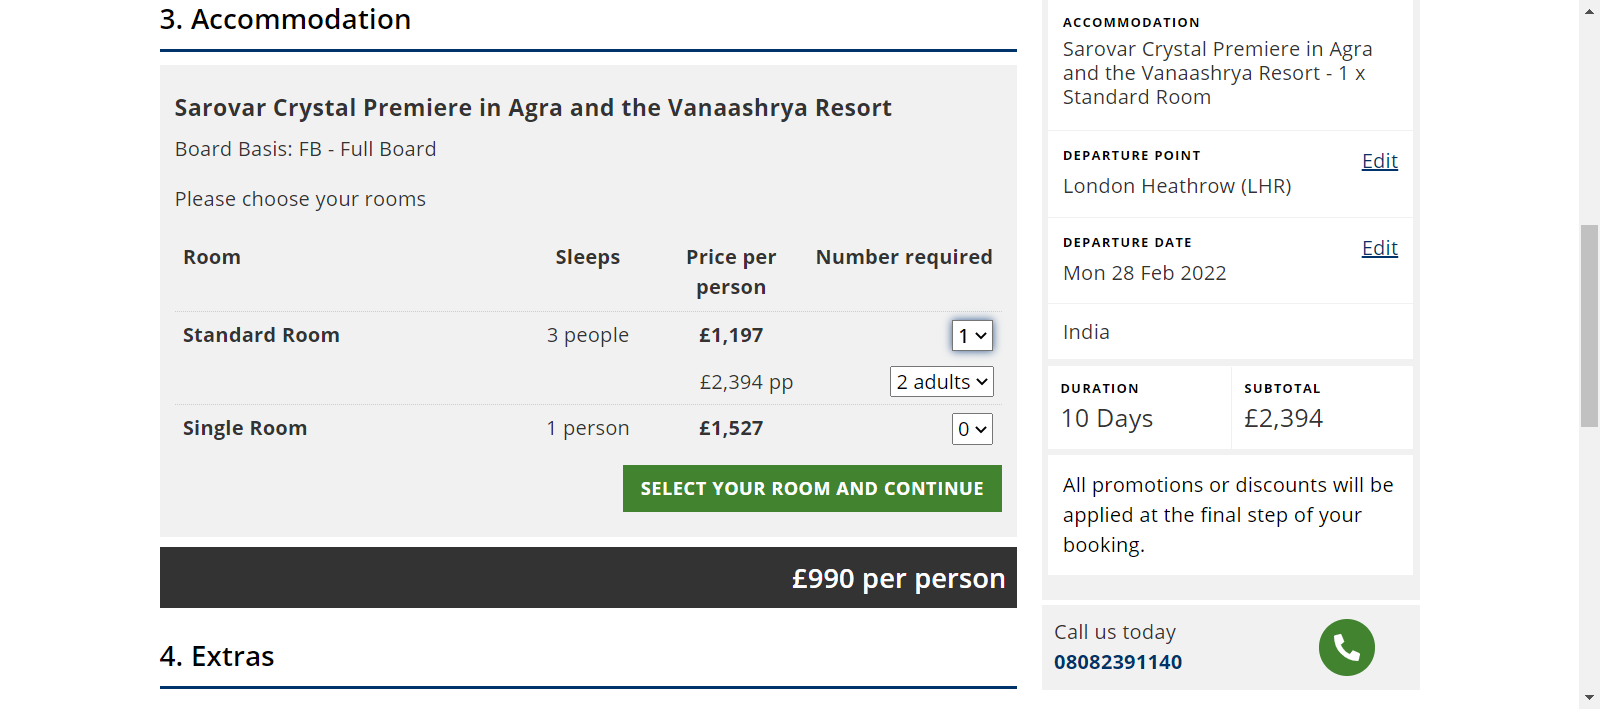 3. Accommodation
Sarovar Crystal Premiere in Agra and the Vanaashrya Resort
Board Basis: FB - Full Board
Please choose your rooms
Room Sleeps Price per person Number required
Standard Room 3 people £1,197 1
£2,394 pp 2 adults
Single Room 1 person £1,527 0
SELECT YOUR ROOM AND CONTINUE
£990 per person
4. Extras
ACCOMMODATION
Sarovar Crystal Premiere in Agra
and the Vanaashrya Resort - 1 x
Standard Room
DEPARTURE POINT
Edit
London Heathrow (LHR)
DEPARTURE DATE
Edit
Mon 28 Feb 2022
India
DURATION
10 Days
SUBTOTAL
£2,394
All promotions or discounts will be
applied at the final step of your
booking.
Call us today
08082391140